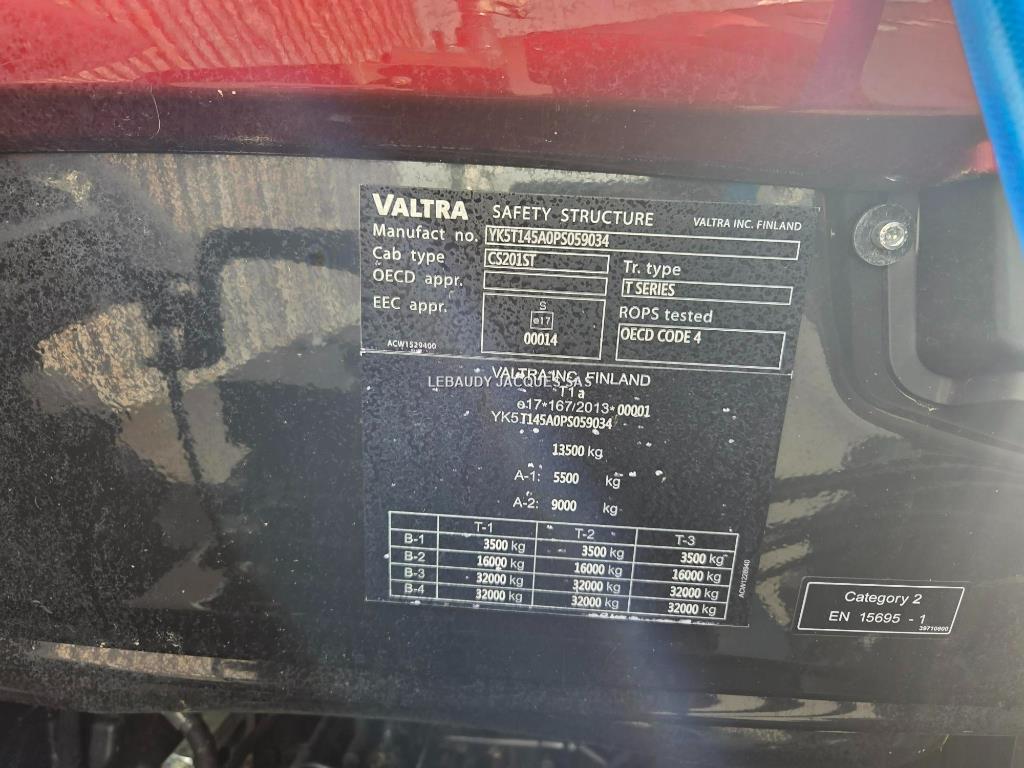 VALTRA SAFETY STRUCTURE VALTRA INC. FINLAND
Manufact no. YK5T145A0PS059034
Cab type CS201ST
Tr. type
OECD appr.
T SERIES
EEC appr.
S
e17
00014
ROPS tested
OECD CODE 4
ACW1529400
VALTRA INC. FINLAND
LEBAUDY JACQUES SAS
T1a
e17*167/2013*00001
YK5T145A0PS059034
13500 kg
A-1: 5500 kg
A-2: 9000 kg
T-1 T-2 T-3
B-1 3500 kg 3500 kg 3500 kg
B-2 16000 kg 16000 kg 16000 kg
B-3 32000 kg 32000 kg 32000 kg
B-4 32000 kg 32000 kg 32000 kg
Category 2
EN 15695 - 1
39710800